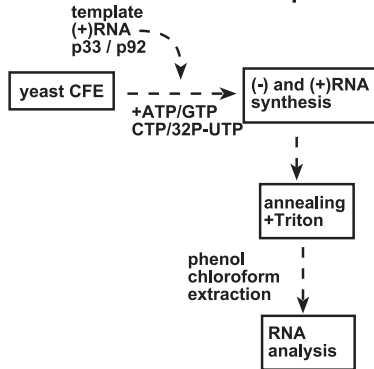 template
(+)RNA
p33 / p92
yeast CFE
+ATP/GTP
CTP/32P-UTP
(-) and (+)RNA
synthesis
annealing
+Triton
phenol
chloroform
extraction
RNA
analysis